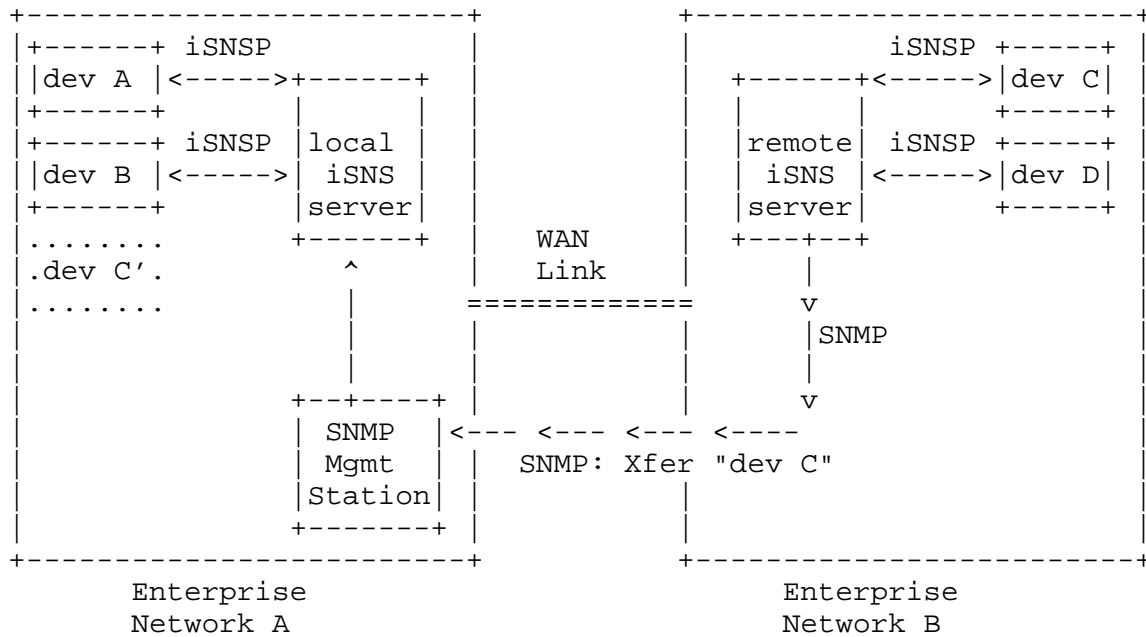 +--------------------------+            +--------------------------+
|+------+ iSNSP            |            |            iSNSP +-----+ |
||dev A |<----->+------+   |            |  +------+<----->|dev C| |
|+------+       |      |   |            |  |      |       +-----+ |
|+------+ iSNSP |local |   |            |  |remote| iSNSP +-----+ |
||dev B |<----->| iSNS |   |            |  | iSNS |<----->|dev D| |
|+------+       |server|   |            |  |server|       +-----+ |
|........       +------+   |   WAN      |  +---+--+               |
|.dev C'.          ^       |   Link     |      |                  |
|........          |       =============       v                  |
|                  |       |            |      |SNMP              |
|                  |       |            |      |                  |
|               +--+----+  |            |      v                  |
|               | SNMP  |<--- <--- <--- <----                     |
|               | Mgmt  |  |  SNMP: Xfer "dev C"                  |
|               |Station|  |            |                         |
|               +-------+  |            |                         |
+--------------------------+            +--------------------------+
Enterprise                              Enterprise
Network A                               Network B